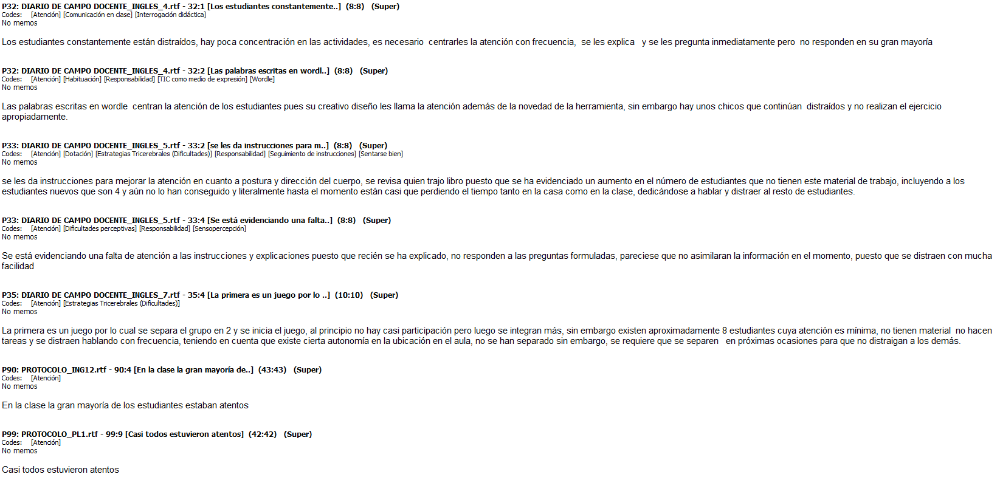 P32: DIARIO DE CAMPO DOCENTE_INGLES_4.rtf - 32:1 [Los estudiantes constantemente..]  (8:8)   (Super)
Codes:    [Atención] [Comunicación en clase] [Interrogación didáctica]
No memos
Los estudiantes constantemente están distraídos, hay poca concentración en las actividades, es necesario  centrarles la atención con frecuencia,  se les explica   y se les pregunta inmediatamente pero  no responden en su gran mayoría
P32: DIARIO DE CAMPO DOCENTE_INGLES_4.rtf - 32:2 [Las palabras escritas en wordl..]  (8:8)   (Super)
Codes:    [Atención] [Habituación] [Responsabilidad] [TIC como medio de expresión] [Wordle]
No memos
Las palabras escritas en wordle  centran la atención de los estudiantes pues su creativo diseño les llama la atención además de la novedad de la herramienta, sin embargo hay unos chicos que continúan  distraídos y no realizan el ejercicio
apropiadamente.
P33: DIARIO DE CAMPO DOCENTE_INGLES_5.rtf - 33:2 [se les da instrucciones para m..]  (8:8)   (Super)
Codes:    [Atención] [Dotación] [Estrategias Tricerebrales (Dificultades)] [Responsabilidad] [Seguimiento de instrucciones] [Sentarse bien]
No memos
se les da instrucciones para mejorar la atención en cuanto a postura y dirección del cuerpo, se revisa quien trajo libro puesto que se ha evidenciado un aumento en el número de estudiantes que no tienen este material de trabajo, incluyendo a los
estudiantes nuevos que son 4 y aún no lo han conseguido y literalmente hasta el momento están casi que perdiendo el tiempo tanto en la casa como en la clase, dedicándose a hablar y distraer al resto de estudiantes.
P33: DIARIO DE CAMPO DOCENTE_INGLES_5.rtf - 33:4 [Se está evidenciando una falta..]  (8:8)   (Super)
Codes:    [Atención] [Dificultades perceptivas] [Responsabilidad] [Sensopercepción]
No memos
Se está evidenciando una falta de atención a las instrucciones y explicaciones puesto que recién se ha explicado, no responden a las preguntas formuladas, pareciese que no asimilaran la información en el momento, puesto que se distraen con mucha
facilidad
P35: DIARIO DE CAMPO DOCENTE_INGLES_7.rtf - 35:4 [La primera es un juego por lo ..]  (10:10)   (Super)
Codes:    [Atención] [Estrategias Tricerebrales (Dificultades)]
No memos
La primera es un juego por lo cual se separa el grupo en 2 y se inicia el juego, al principio no hay casi participación pero luego se integran más, sin embargo existen aproximadamente 8 estudiantes cuya atención es mínima, no tienen material  no hacen
tareas y se distraen hablando con frecuencia, teniendo en cuenta que existe cierta autonomía en la ubicación en el aula, no se han separado sin embargo, se requiere que se separen   en próximas ocasiones para que no distraigan a los demás.
P90: PROTOCOLO_ING12.rtf - 90:4 [En la clase la gran mayoría de..]  (43:43)   (Super)
Codes:    [Atención]
No memos
En la clase la gran mayoría de los estudiantes estaban atentos
P99: PROTOCOLO_PL1.rtf - 99:9 [Casi todos estuvieron atentos]  (42:42)   (Super)
Codes:    [Atención]
No memos
Casi todos estuvieron atentos